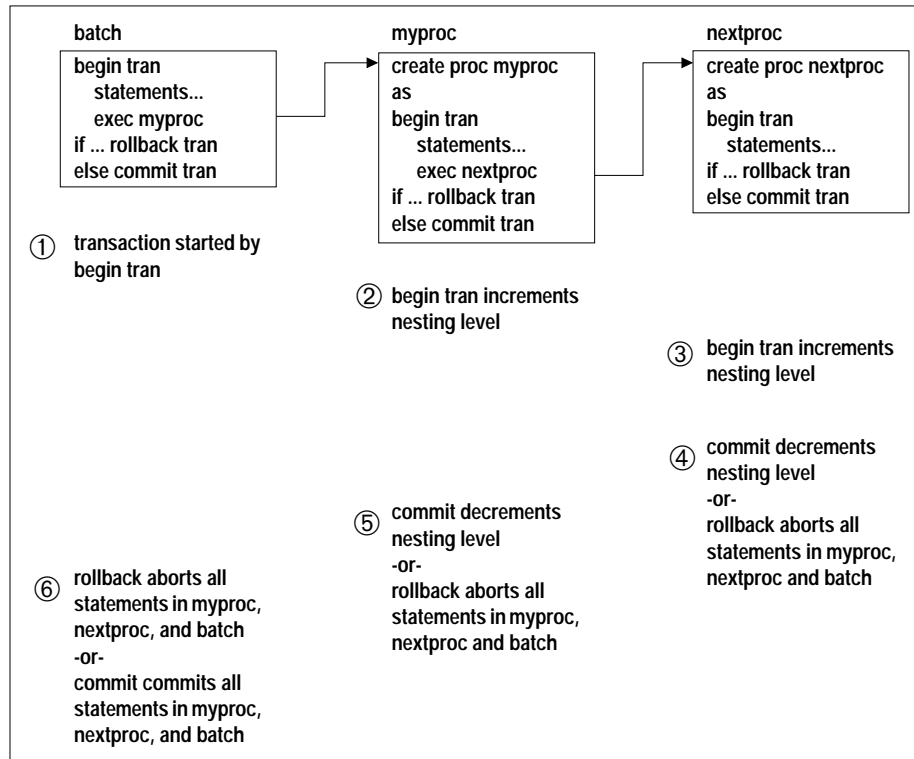 batch
begin tran
statements...
exec myproc
if ... rollback tran
else commit tran
myproc
create proc myproc
as
begin tran
statements...
exec nextproc
if ... rollback tran
else commit tran
nextproc
create proc nextproc
as
begin tran
statements...
if ... rollback tran
else commit tran
① transaction started by
begin tran
② begin tran increments
nesting level
③ begin tran increments
nesting level
④ commit decrements
nesting level
-or-
rollback aborts all
statements in myproc,
nextproc and batch
⑤ commit decrements
nesting level
-or-
rollback aborts all
statements in myproc,
nextproc and batch
⑥ rollback aborts all
statements in myproc,
nextproc, and batch
-or-
commit commits all
statements in myproc,
nextproc, and batch